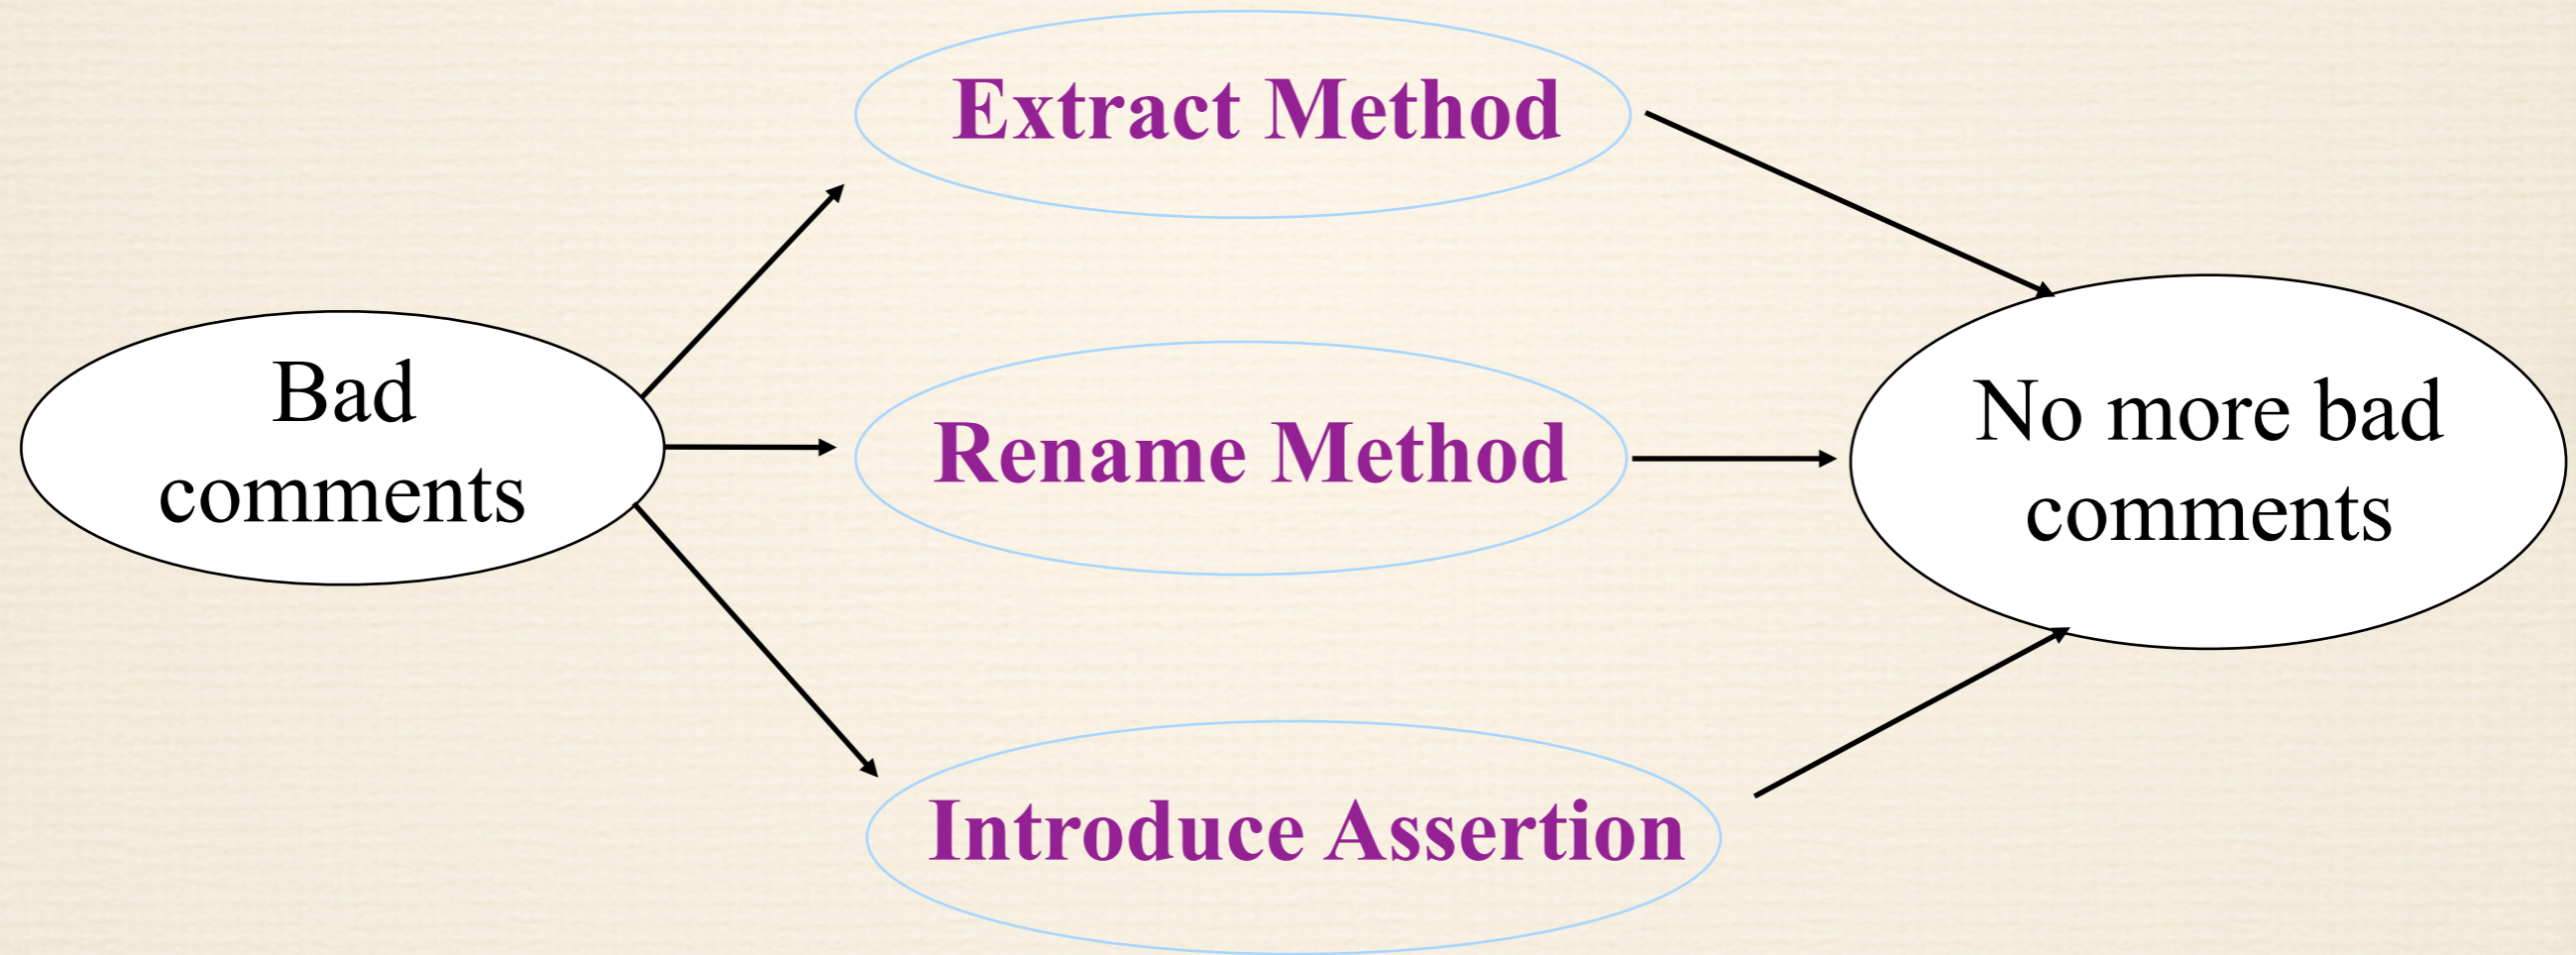 Bad
comments
Extract Method
Rename Method
Introduce Assertion
No more bad
comments